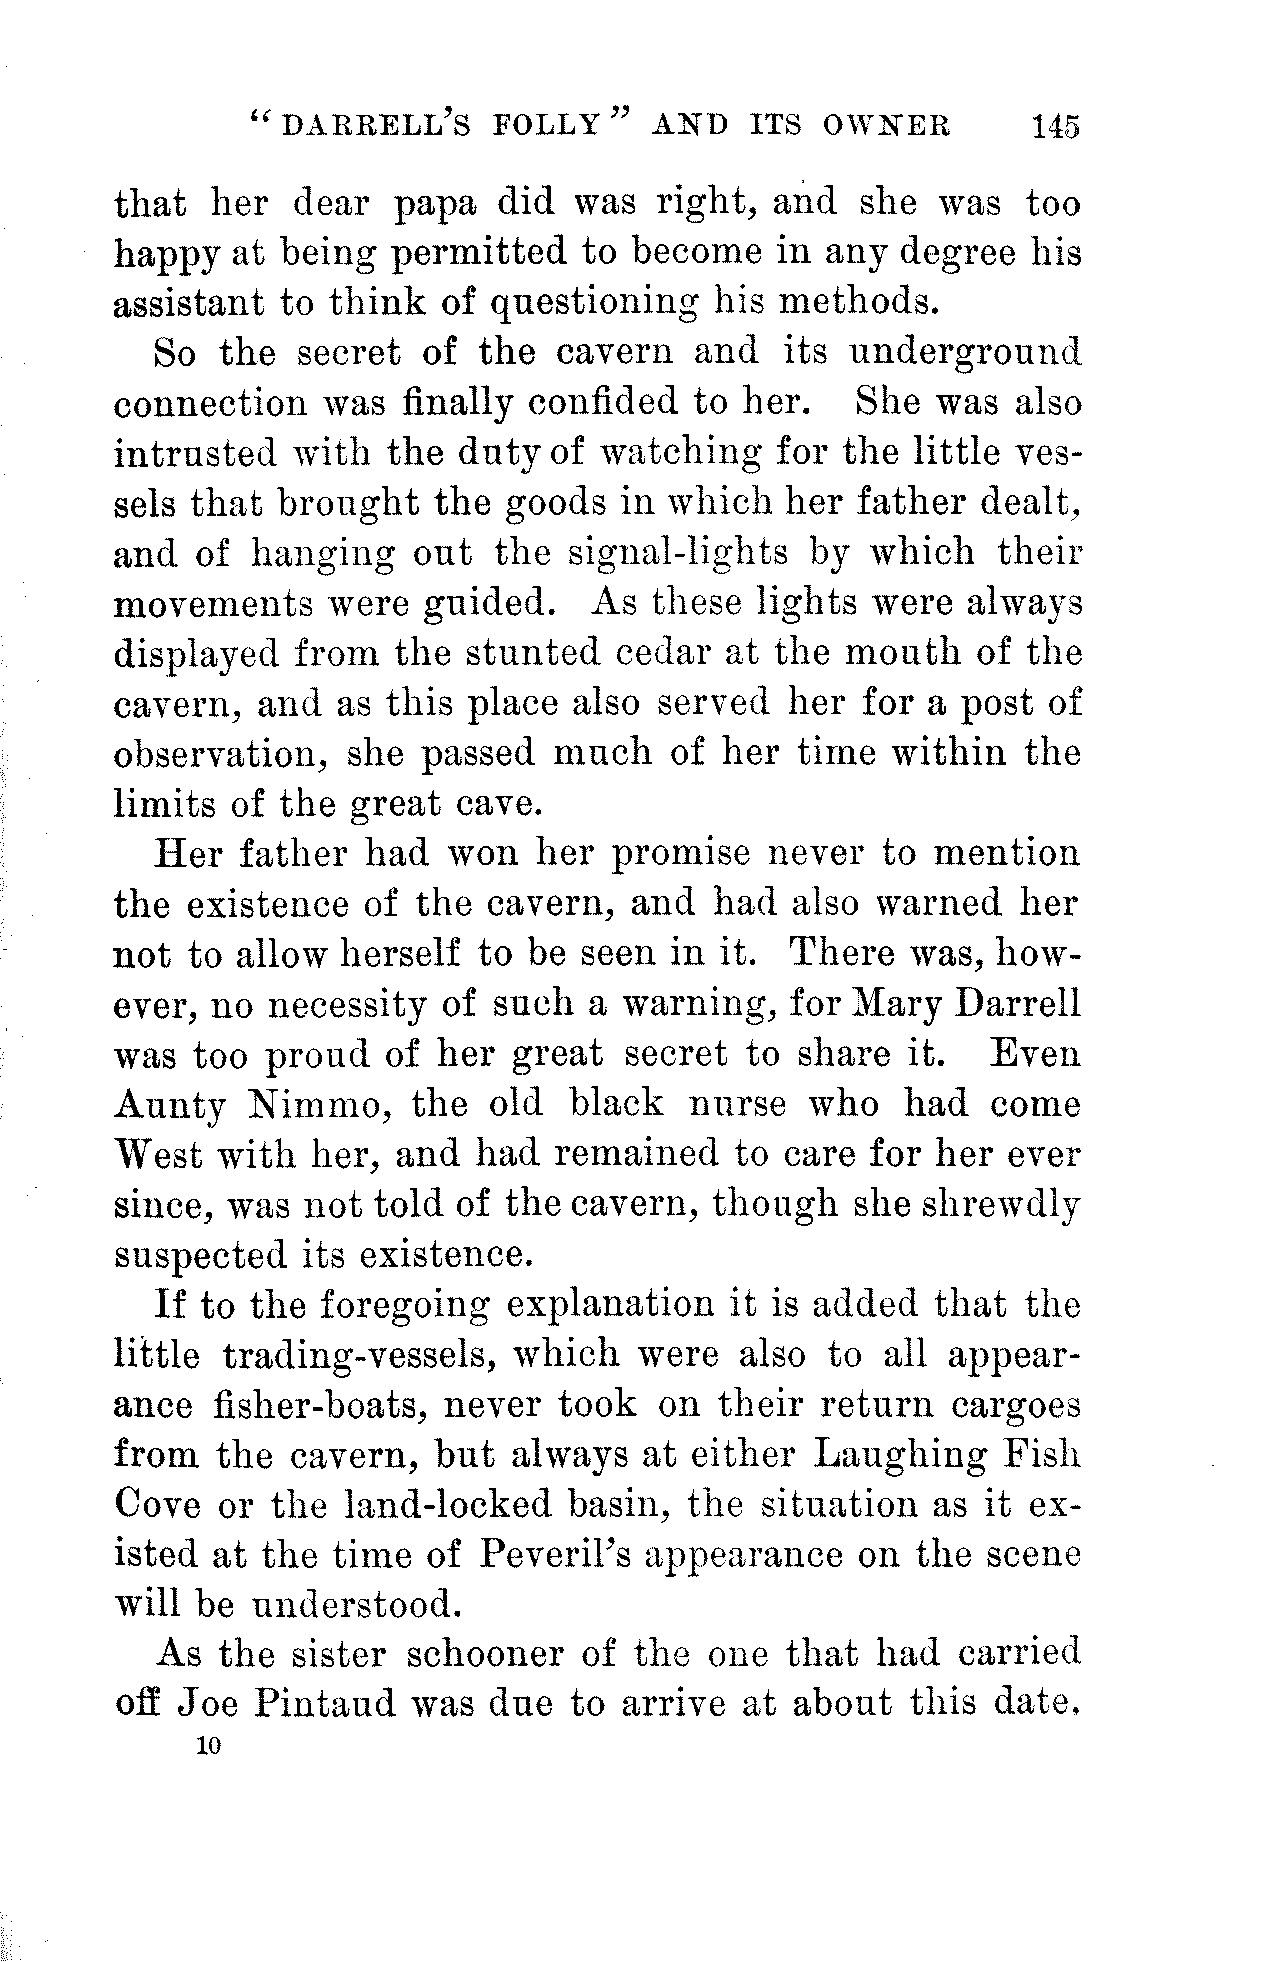 “DARRELL’S FOLLY” AND ITS OWNER 145
that her dear papa did was right, and she was too
happy at being permitted to become in any degree his
assistant to think of questioning his methods.
So the secret of the cavern and its underground
connection was finally confided to her. She was also
intrusted with the duty of watching for the little ves-
sels that brought the goods in which her father dealt,
and of hanging out the signal-lights by which their
movements were guided. As these lights were always
displayed from the stunted cedar at the mouth of the
cavern, and as this place also served her for a post of
observation, she passed much of her time within the
limits of the great cave.
Her father had won her promise never to mention
the existence of the cavern, and had also warned her
not to allow herself to be seen in it. There was, how-
ever, no necessity of such a warning, for Mary Darrell
was too proud of her great secret to share it. Even
Aunty Nimmo, the old black nurse who had come
West with her, and had remained to care for her ever
since, was not told of the cavern, though she shrewdly
suspected its existence.
If to the foregoing explanation it is added that the
little trading-vessels, which were also to all appear-
ance fisher-boats, never took on their return cargoes
from the cavern, but always at either Laughing Fish
Cove or the land-locked basin, the situation as it ex-
isted at the time of Peveril’s appearance on the scene
will be understood.
As the sister schooner of the one that had carried
off Joe Pintaud was due to arrive at about this date.
10